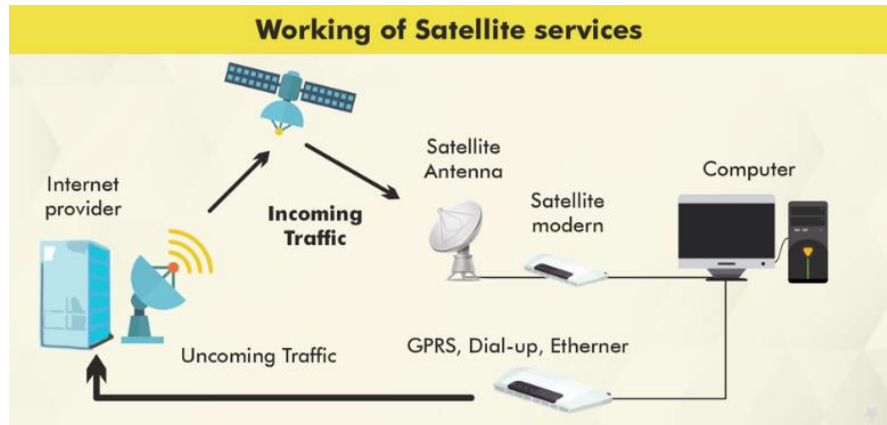 Working of Satellite services
Internet
provider
Incoming
Traffic
Satellite
Antenna
Satellite
modern
Computer
Uncoming Traffic
GPRS, Dial-up, Etherner